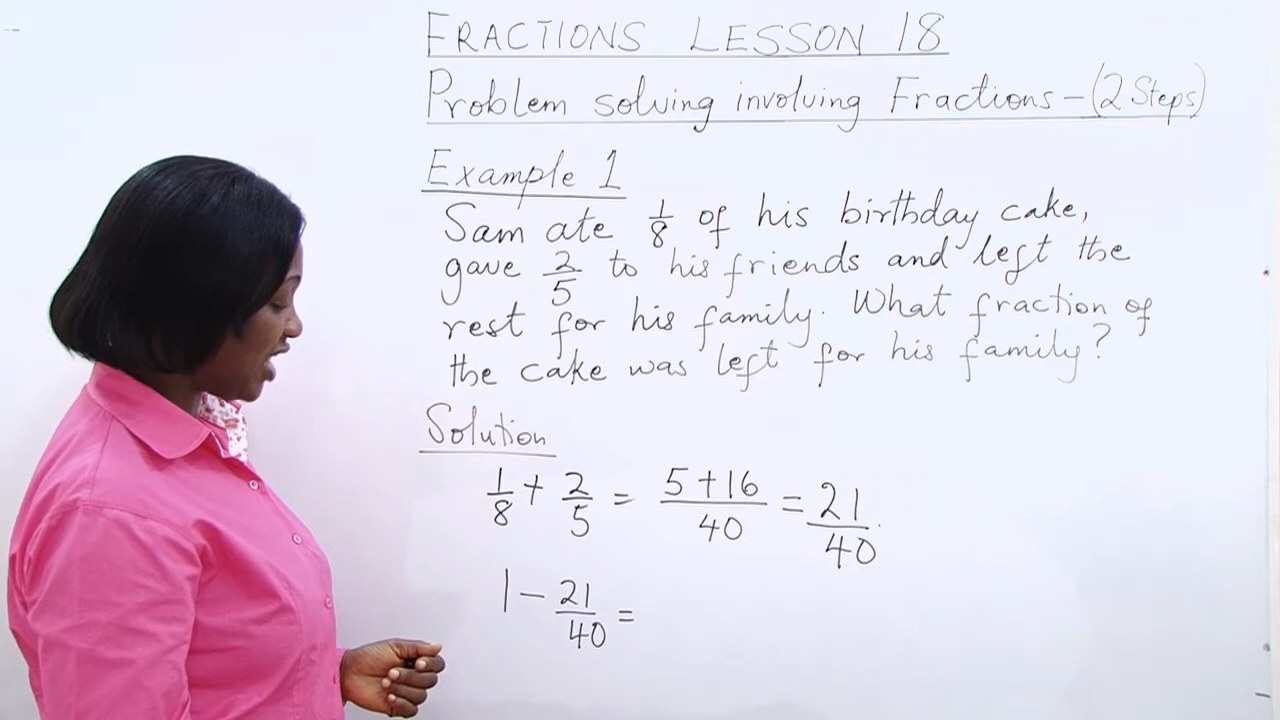 FRACTIONS LESSON 18
Problem solving involving Fractions - (2 Steps)
Example 1
Sam ate 1/8 of his birthday cake,
gave 2/5 to his friends and left the
rest for his family. What fraction of
the cake was left for his family?
Solution
1/8 + 2/5 = (5+16)/40 = 21/40
1 - 21/40 =